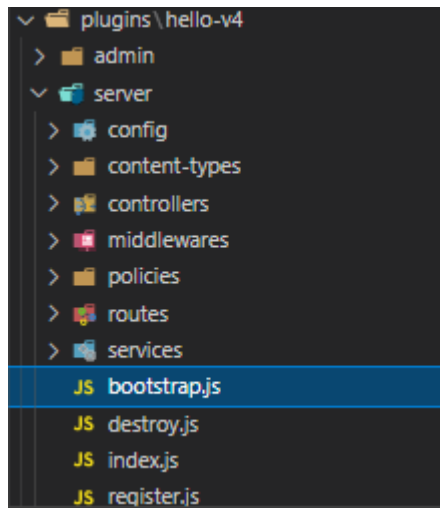 plugins\hello-v4
admin
server
config
content-types
controllers
middlewares
policies
routes
services
JS bootstrap.js
JS destroy.js
JS index.js
JS register.js